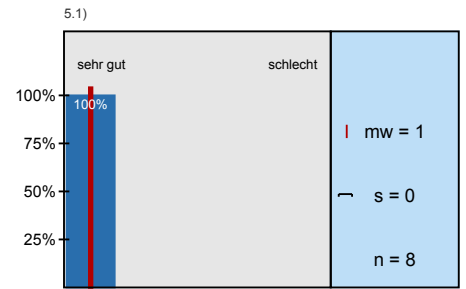 5.1)
sehr gut schlecht
100%
100%
75%
50%
25%
mw = 1
s = 0
n = 8